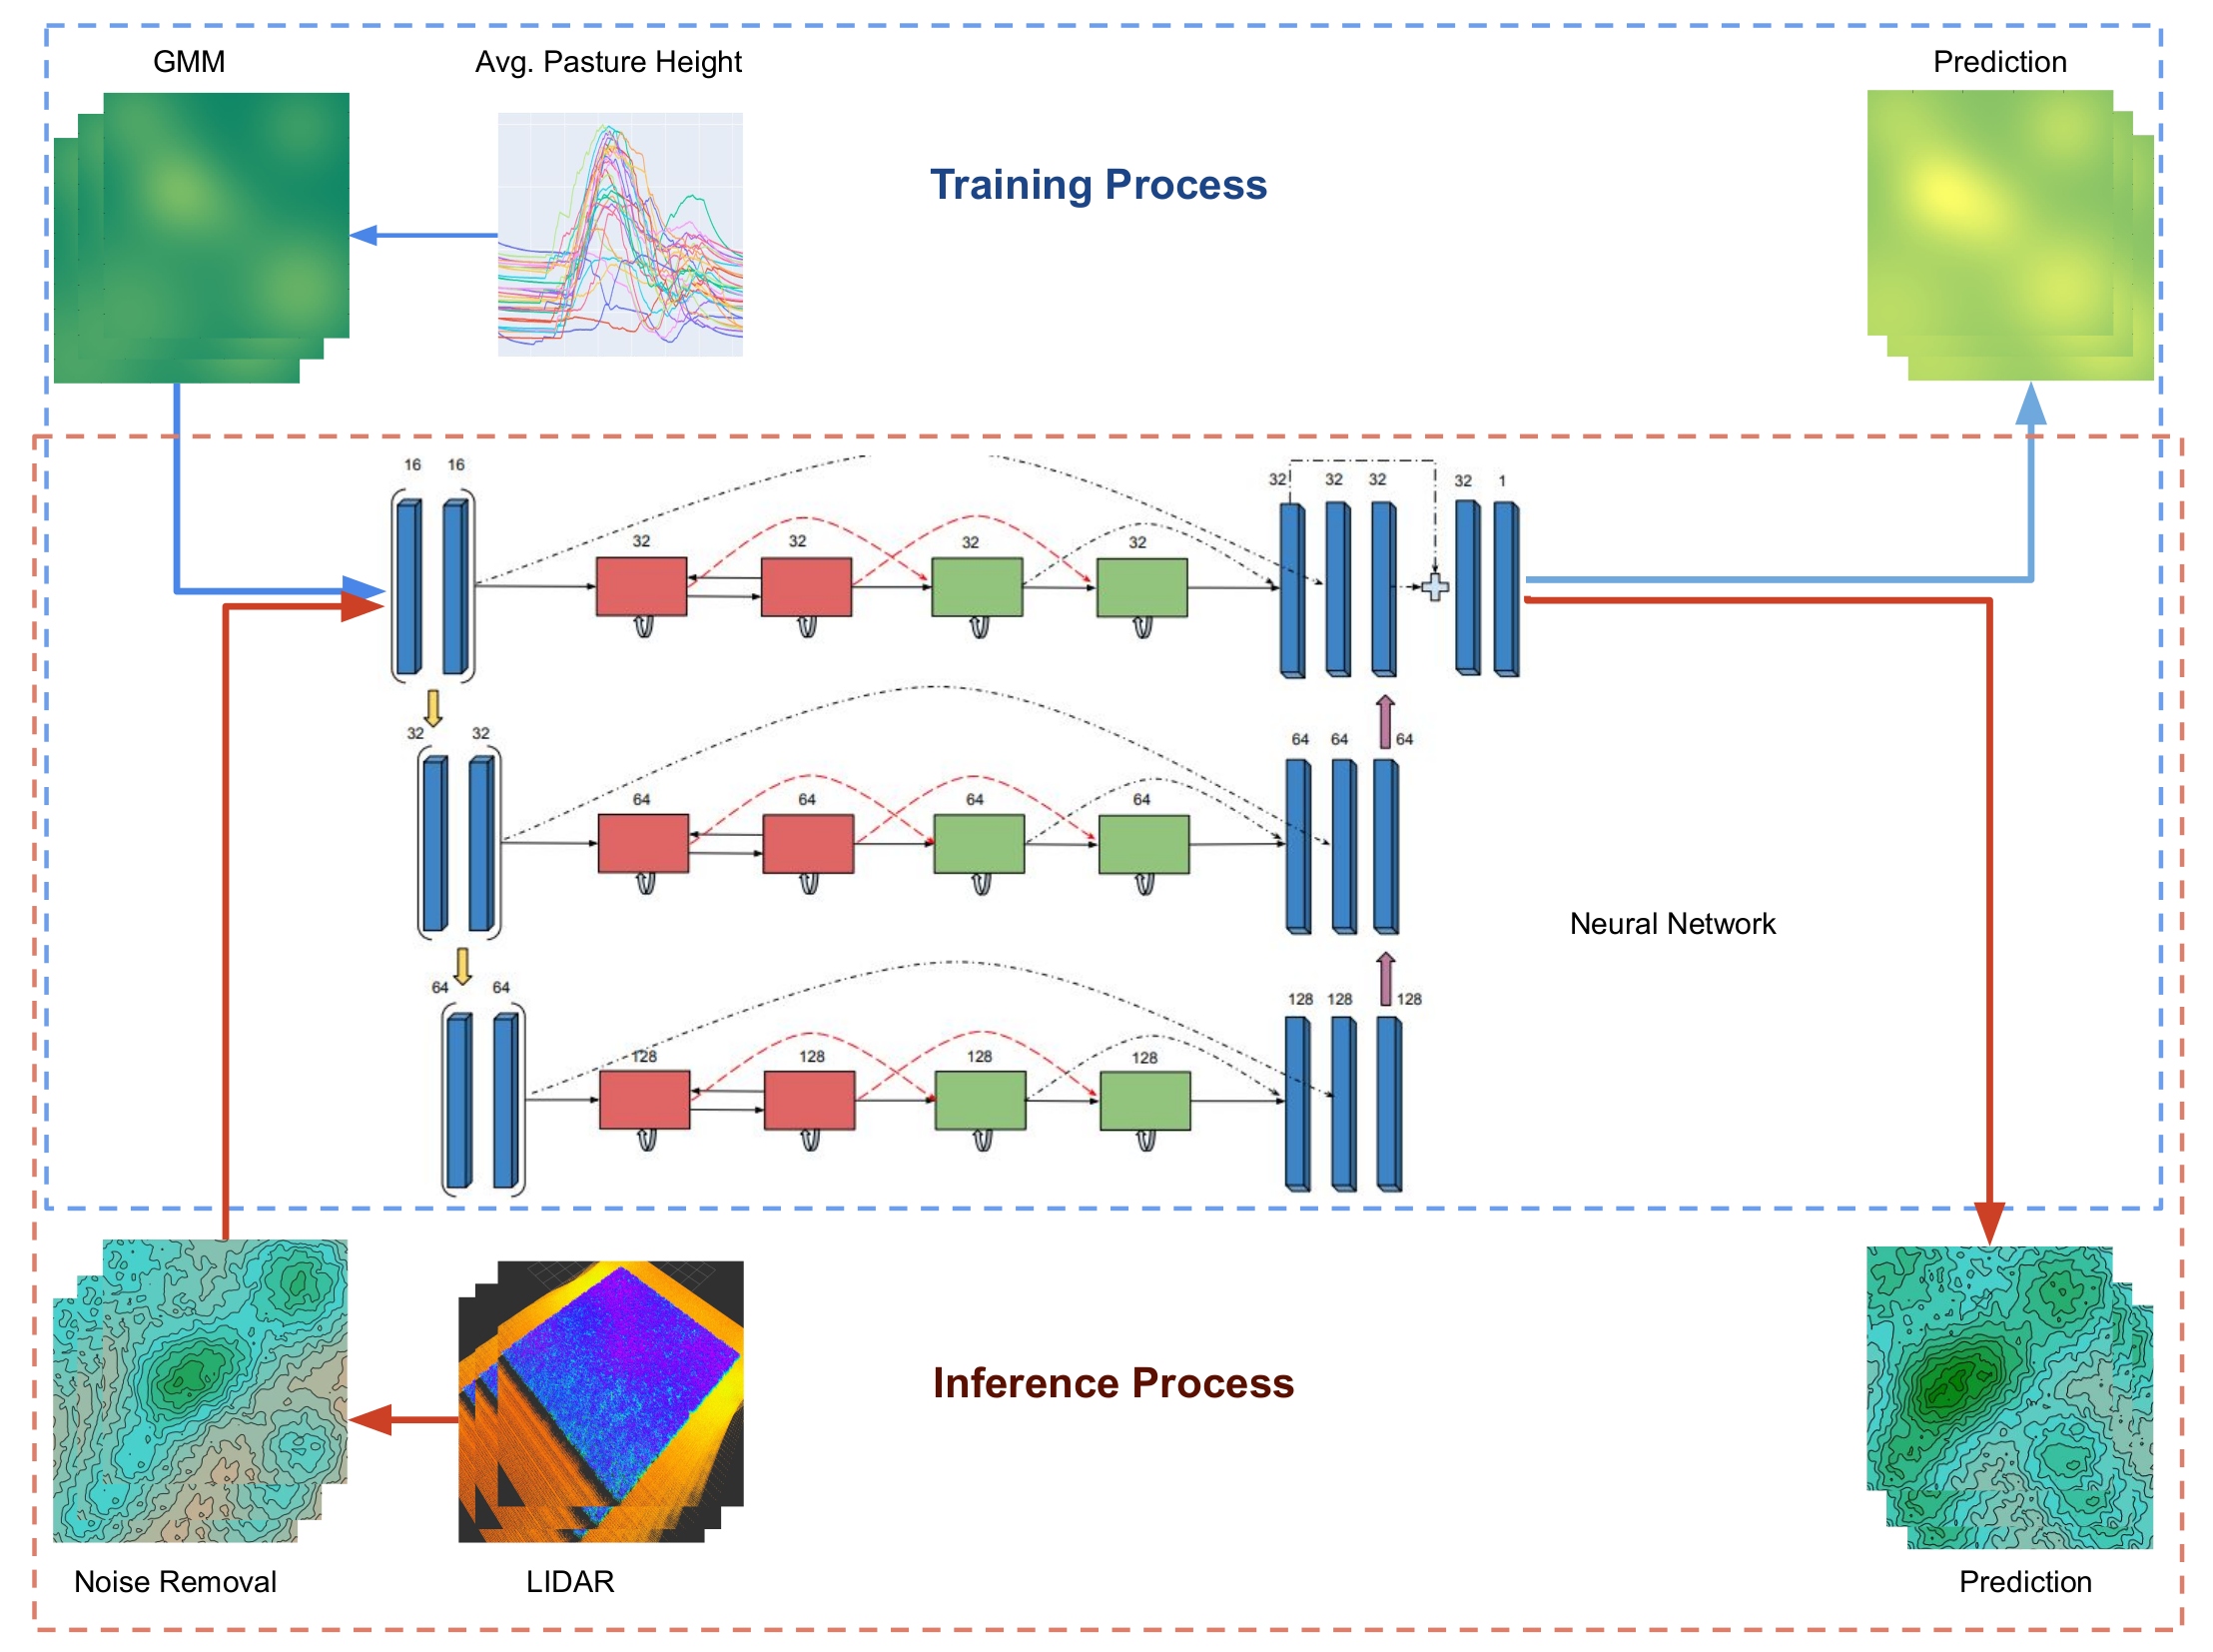 GMM
Avg. Pasture Height
Prediction
Training Process
16 16
32 32 32 32 1
32 32 32 32
32 32
64 64 64
64 64 64 64
Neural Network
64 64
128 128 128
128 128 128 128
Inference Process
Noise Removal
LIDAR
Prediction